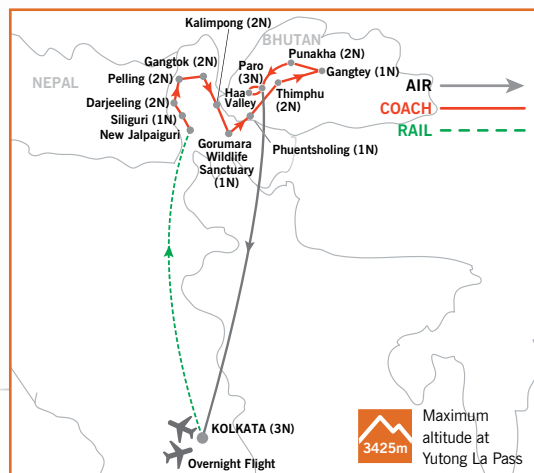 Kalimpong (2N)
BHUTAN
Gangtok (2N)
Punakha (2N)
NEPAL
Pelling (2N)
Paro
(3N)
Gangtey (1N)
AIR
Haa
Valley
Thimphu
(2N)
COACH
Darjeeling (2N)
Siliguri (1N)
RAIL
New Jalpaiguri
Gorumara
Wildlife
Sanctuary
(1N)
Phuentsholing (1N)
KOLKATA (3N)
Overnight Flight
3425m
Maximum
altitude at
Yutong La Pass